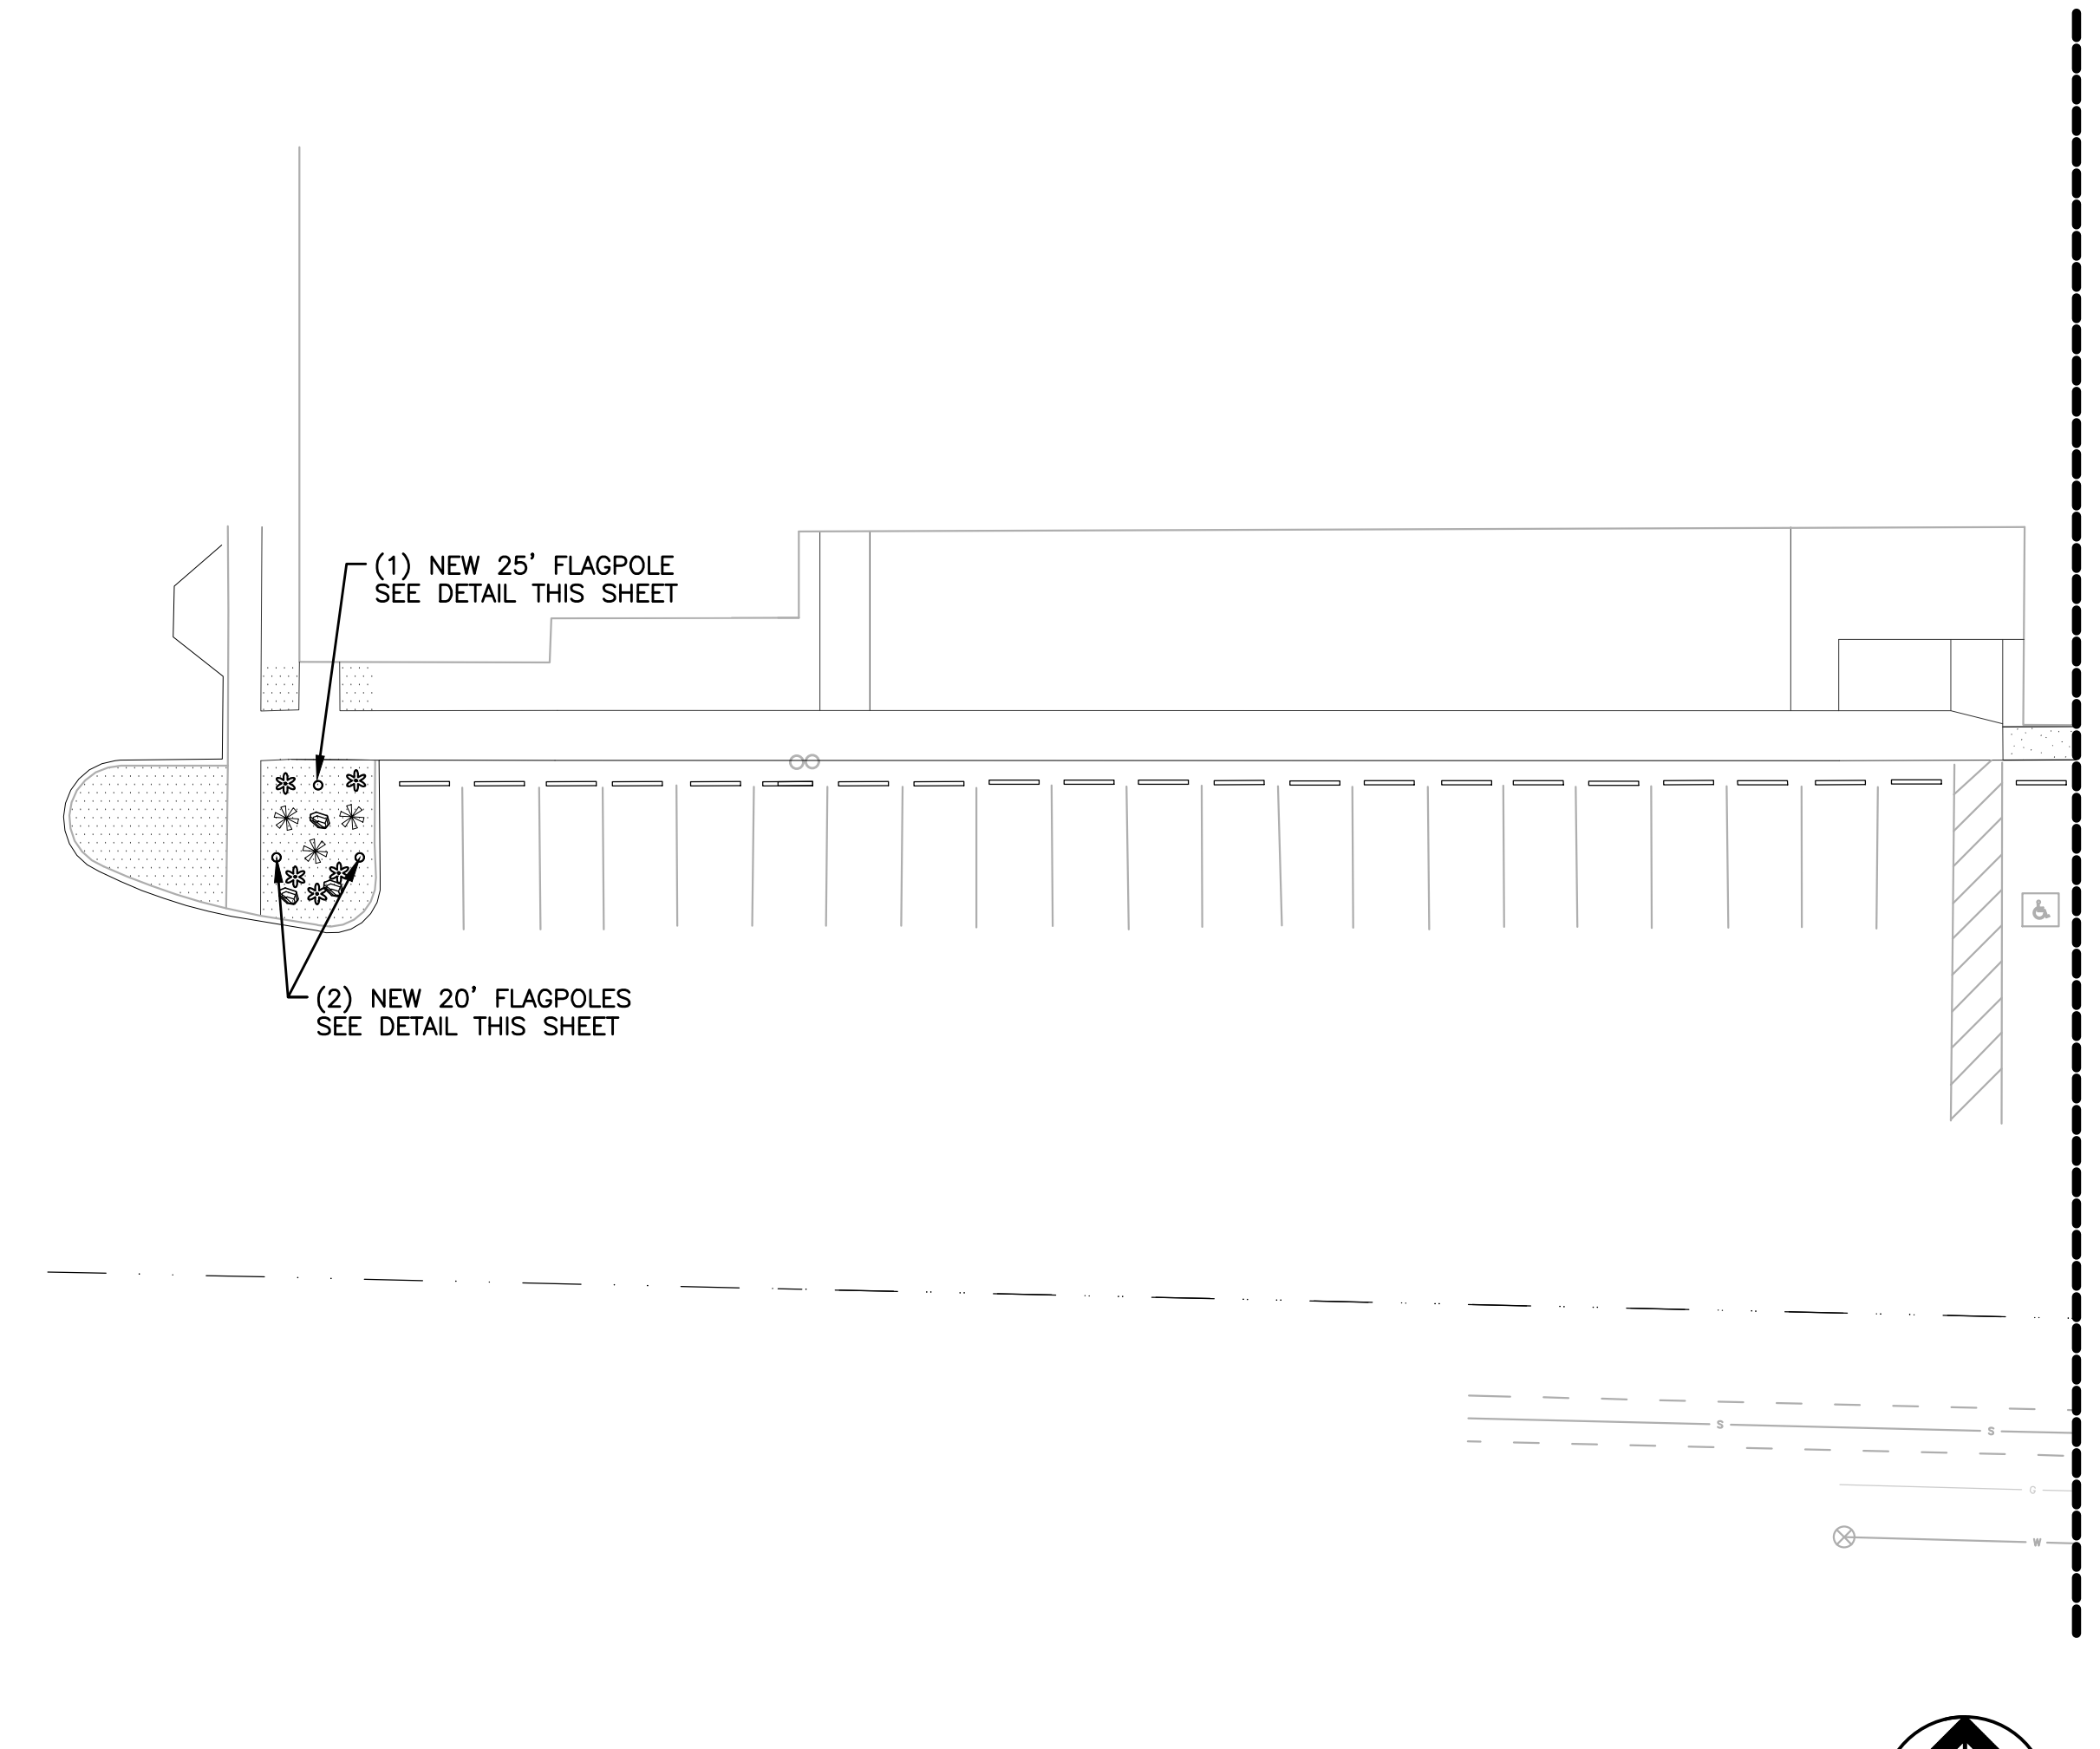 (1) NEW 25' FLAGPOLE
SEE DETAIL THIS SHEET
(2) NEW 20' FLAGPOLES
SEE DETAIL THIS SHEET
S
S
G
W